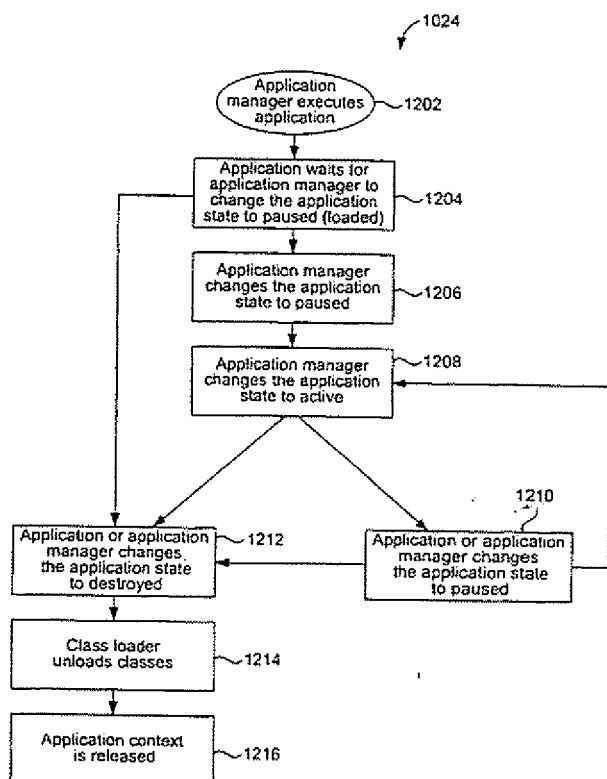 1024
Application
manager executes
application
1202
Application waits for
application manager to
change the application
state to paused (loaded)
1204
Application manager
changes the application
state to paused
1206
Application manager
changes the application
state to active
1208
1210
Application or application
manager changes
the application state
to destroyed
1212
Application or application
manager changes
the application state
to paused
Class loader
unloads classes
1214
Application context
is released
1216